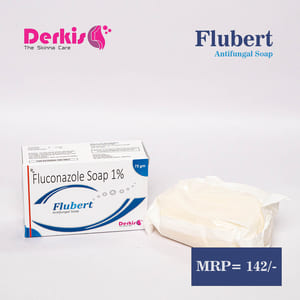 Derkis
The Skinna Care
Flubert
Antifungal Soap
75 gm
Fluconazole Soap 1%
Flubert
Antifungal Soap
Derkis
MRP= 142/-